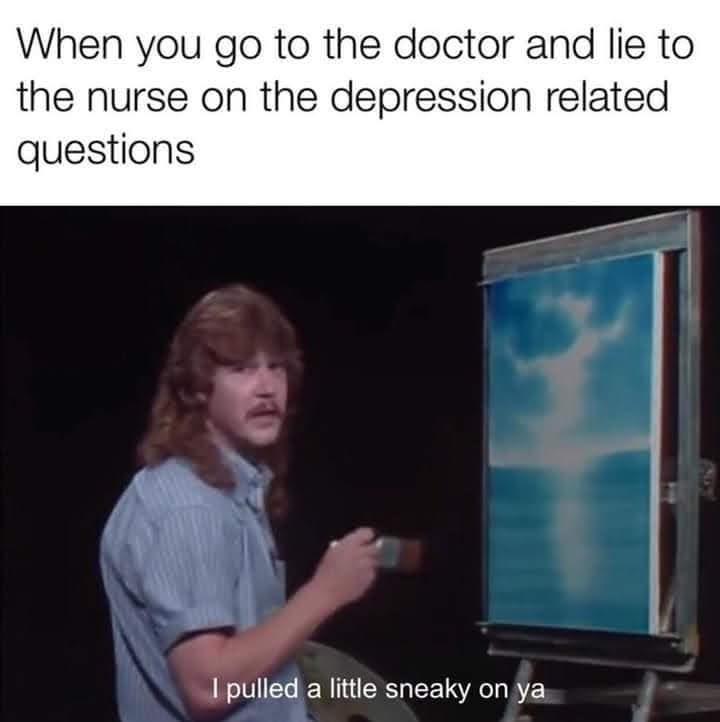 When you go to the doctor and lie to
the nurse on the depression related
questions
I pulled a little sneaky on ya